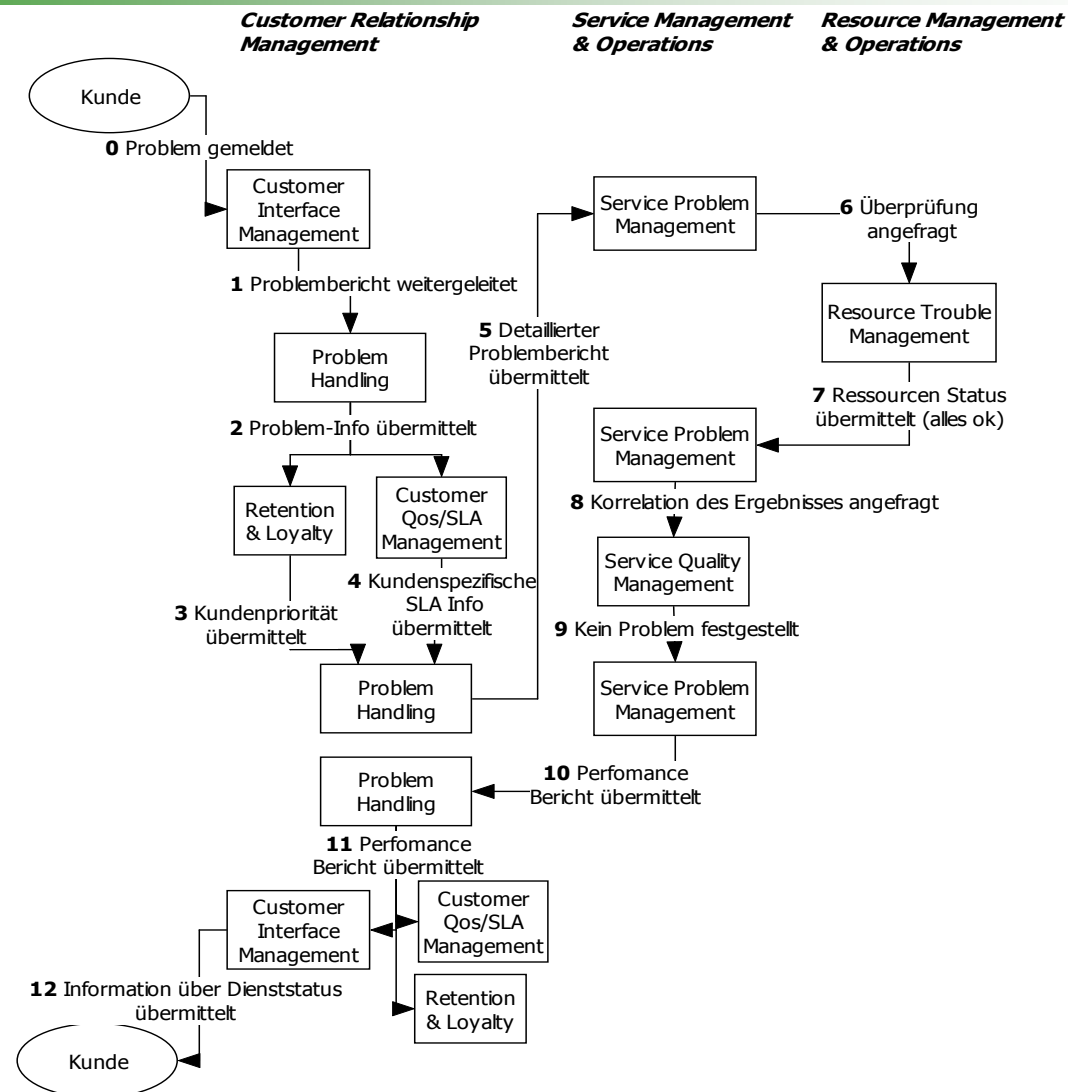 Customer Relationship
Management
Service Management
& Operations
Resource Management
& Operations
Kunde
0 Problem gemeldet
Customer
Interface
Management
1 Problembericht weitergeleitet
Problem
Handling
2 Problem-Info übermittelt
Retention
& Loyalty
Customer
Qos/SLA
Management
3 Kundenpriorität
übermittelt
4 Kundenspezifische
SLA Info
übermittelt
Problem
Handling
5 Detaillierter
Problembericht
übermittelt
Service Problem
Management
6 Überprüfung
angefragt
Resource Trouble
Management
7 Ressourcen Status
übermittelt (alles ok)
Service Problem
Management
8 Korrelation des Ergebnisses angefragt
Service Quality
Management
9 Kein Problem festgestellt
Service Problem
Management
10 Perfomance
Bericht übermittelt
Problem
Handling
11 Perfomance
Bericht übermittelt
Customer
Interface
Management
Customer
Qos/SLA
Management
Retention
& Loyalty
12 Information über Dienststatus
übermittelt
Kunde